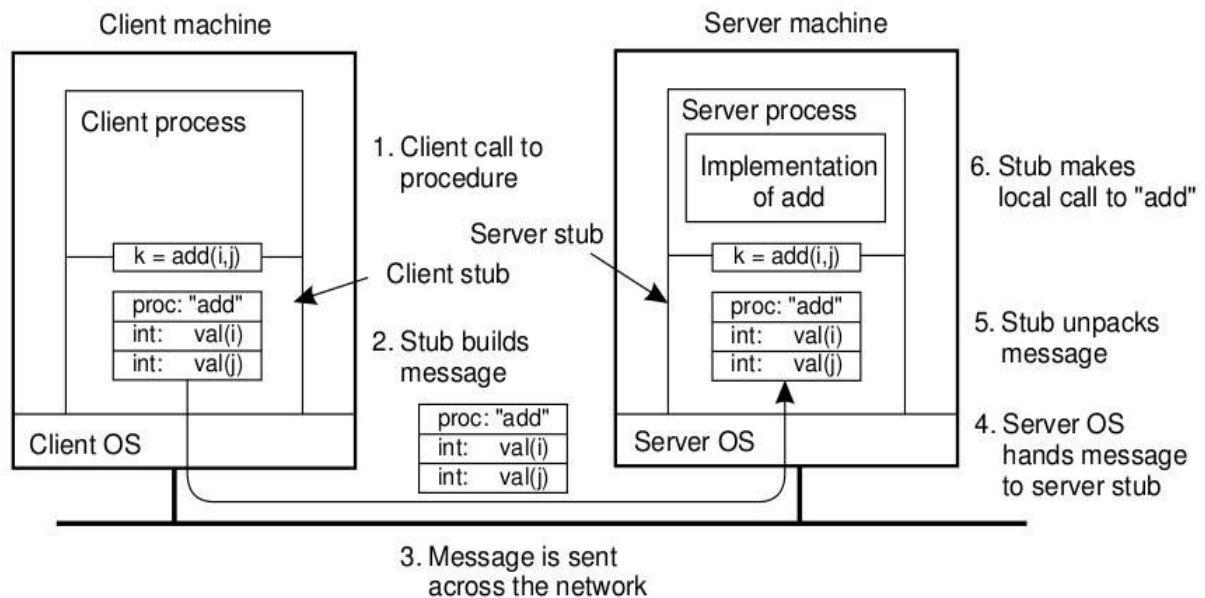 Client machine
Server machine
Client process
1. Client call to
procedure
Server process
Implementation
of add
6. Stub makes
local call to "add"
Server stub
k = add(i,j)
k = add(i,j)
Client stub
proc: "add"
int: val(i)
int: val(j)
2. Stub builds
message
proc: "add"
int: val(i)
int: val(j)
proc: "add"
int: val(i)
int: val(j)
5. Stub unpacks
message
Client OS
Server OS
4. Server OS
hands message
to server stub
3. Message is sent
across the network